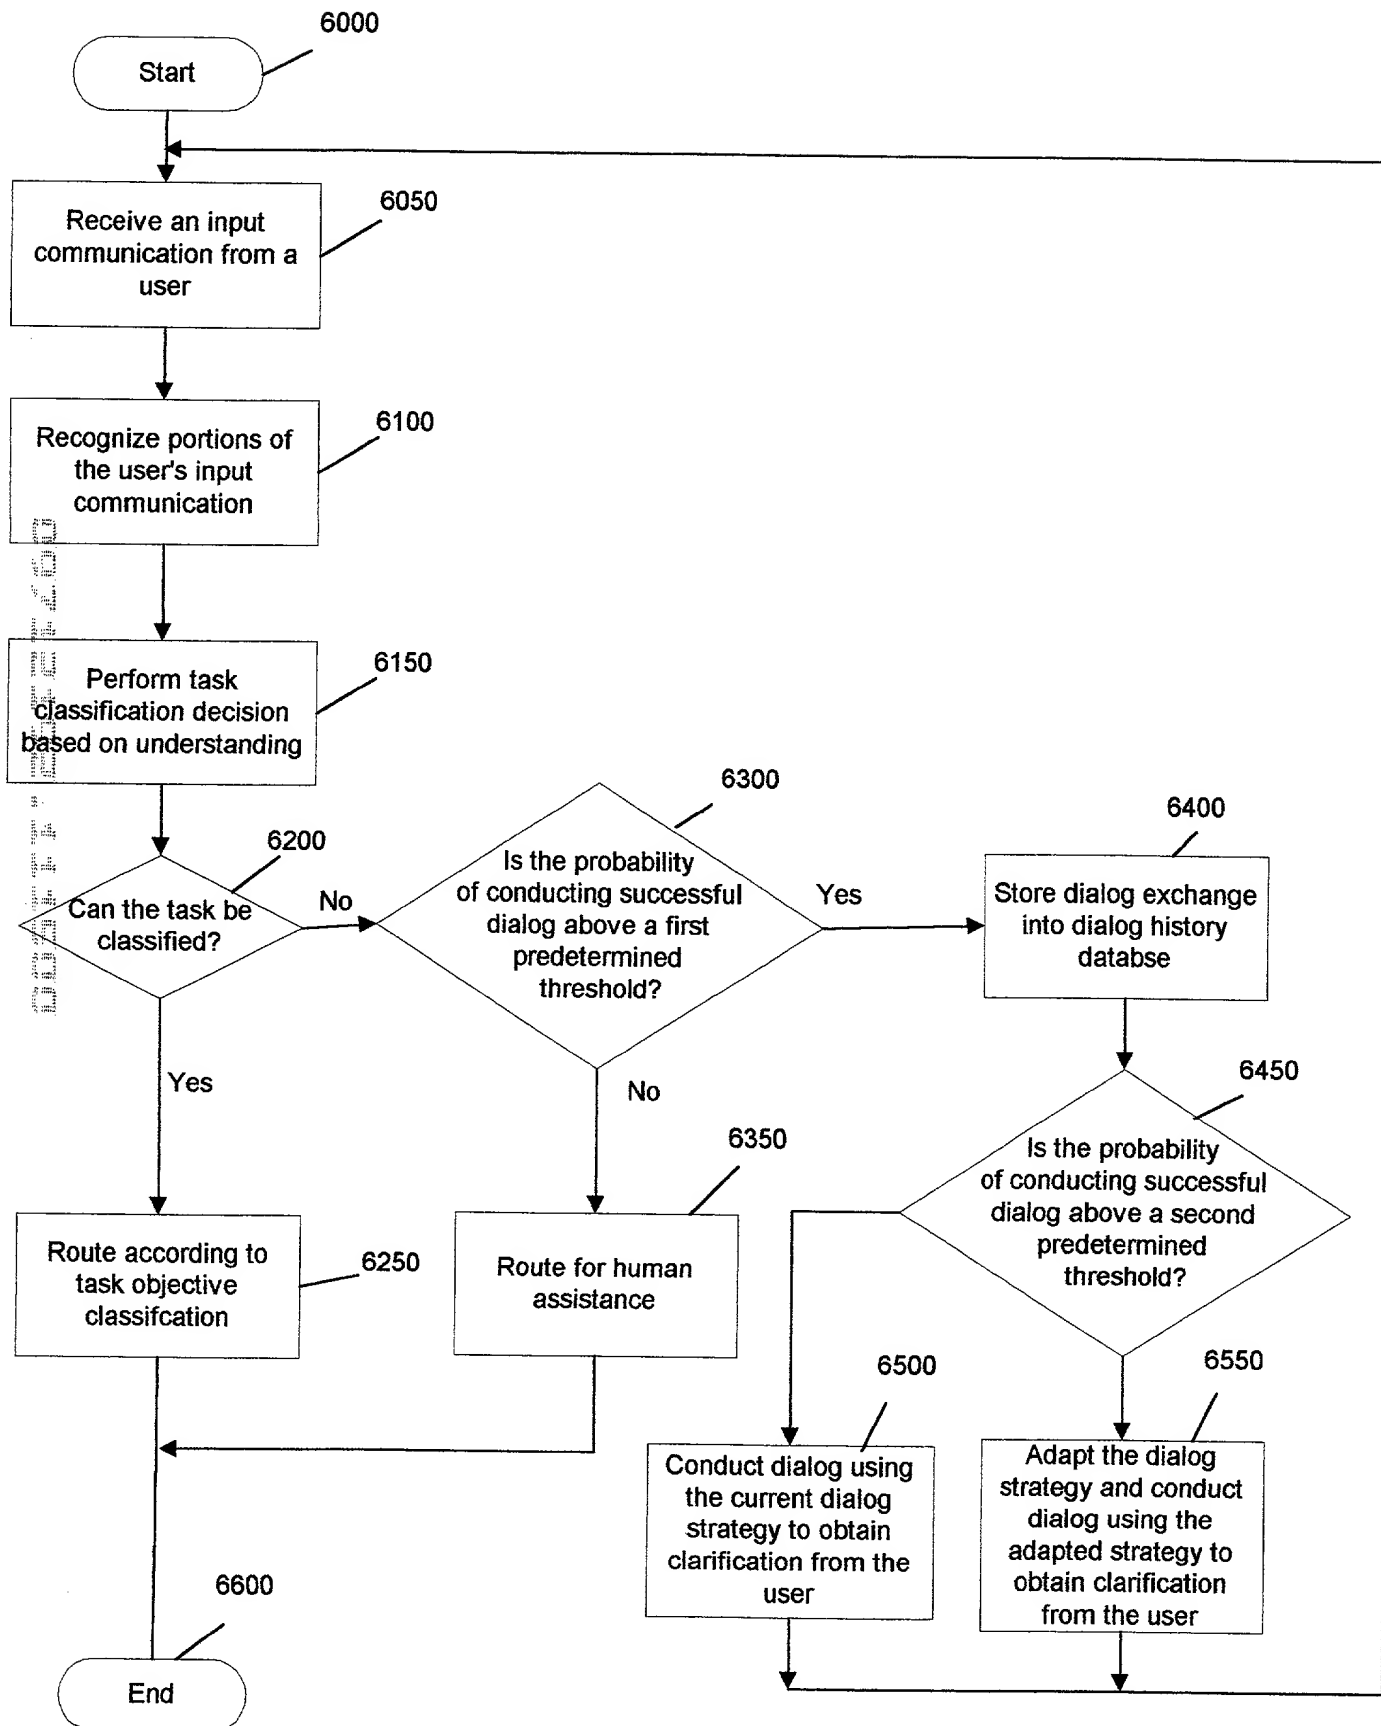 6000
Start
6050
Receive an input
communication from a
user
6100
Recognize portions of
the user's input
communication
6150
Perform task
classification decision
based on understanding
6200
Can the task be
classified?
No
Yes
6300
Is the probability
of conducting successful
dialog above a first
predetermined
threshold?
Yes
No
6400
Store dialog exchange
into dialog history
databse
6450
Is the probability
of conducting successful
dialog above a second
predetermined
threshold?
6250
Route according to
task objective
classifcation
6350
Route for human
assistance
6500
Conduct dialog using
the current dialog
strategy to obtain
clarification from the
user
6550
Adapt the dialog
strategy and conduct
dialog using the
adapted strategy to
obtain clarification
from the user
6600
End